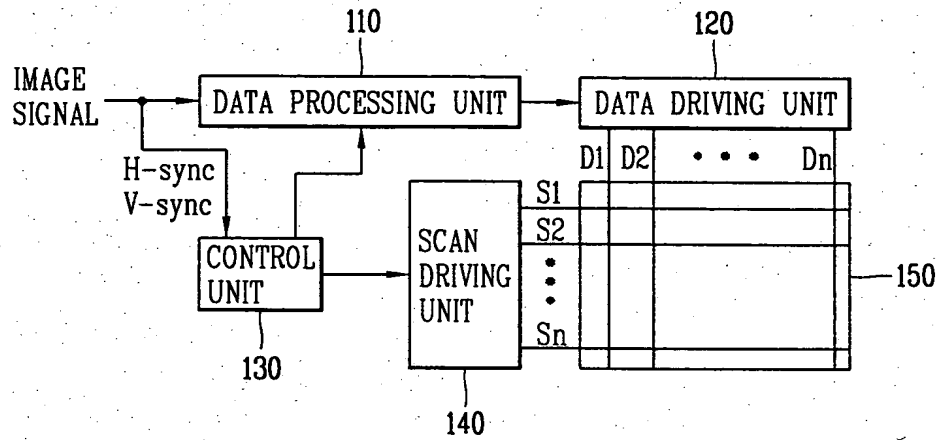 110
120
IMAGE
SIGNAL
DATA PROCESSING UNIT
DATA DRIVING UNIT
H-sync
V-sync
D1 D2 • • • Dn
CONTROL
UNIT
SCAN
DRIVING
UNIT
S1
S2
Sn
150
130
140